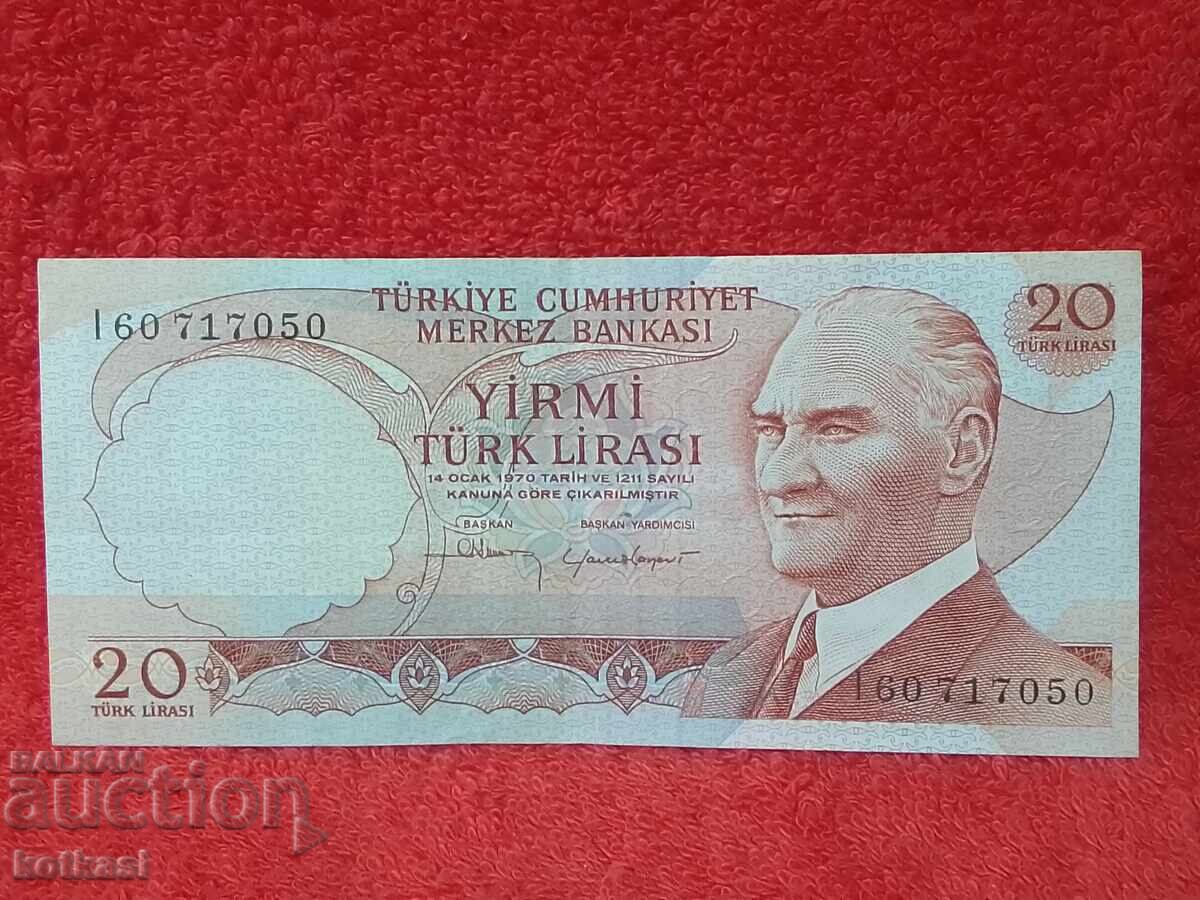 TÜRKİYE CUMHURİYET
MERKEZ BANKASI
I60 717050
20
TÜRK LİRASI
YİRMİ
TÜRK LİRASI
14 OCAK 1970 TARİH VE 1211 SAYILI
KANUNA GÖRE ÇIKARILMIŞTIR
BAŞKAN BAŞKAN YARDIMCISI
20
TÜRK LİRASI
I60 717050
BALKAN
auction
kotkasi